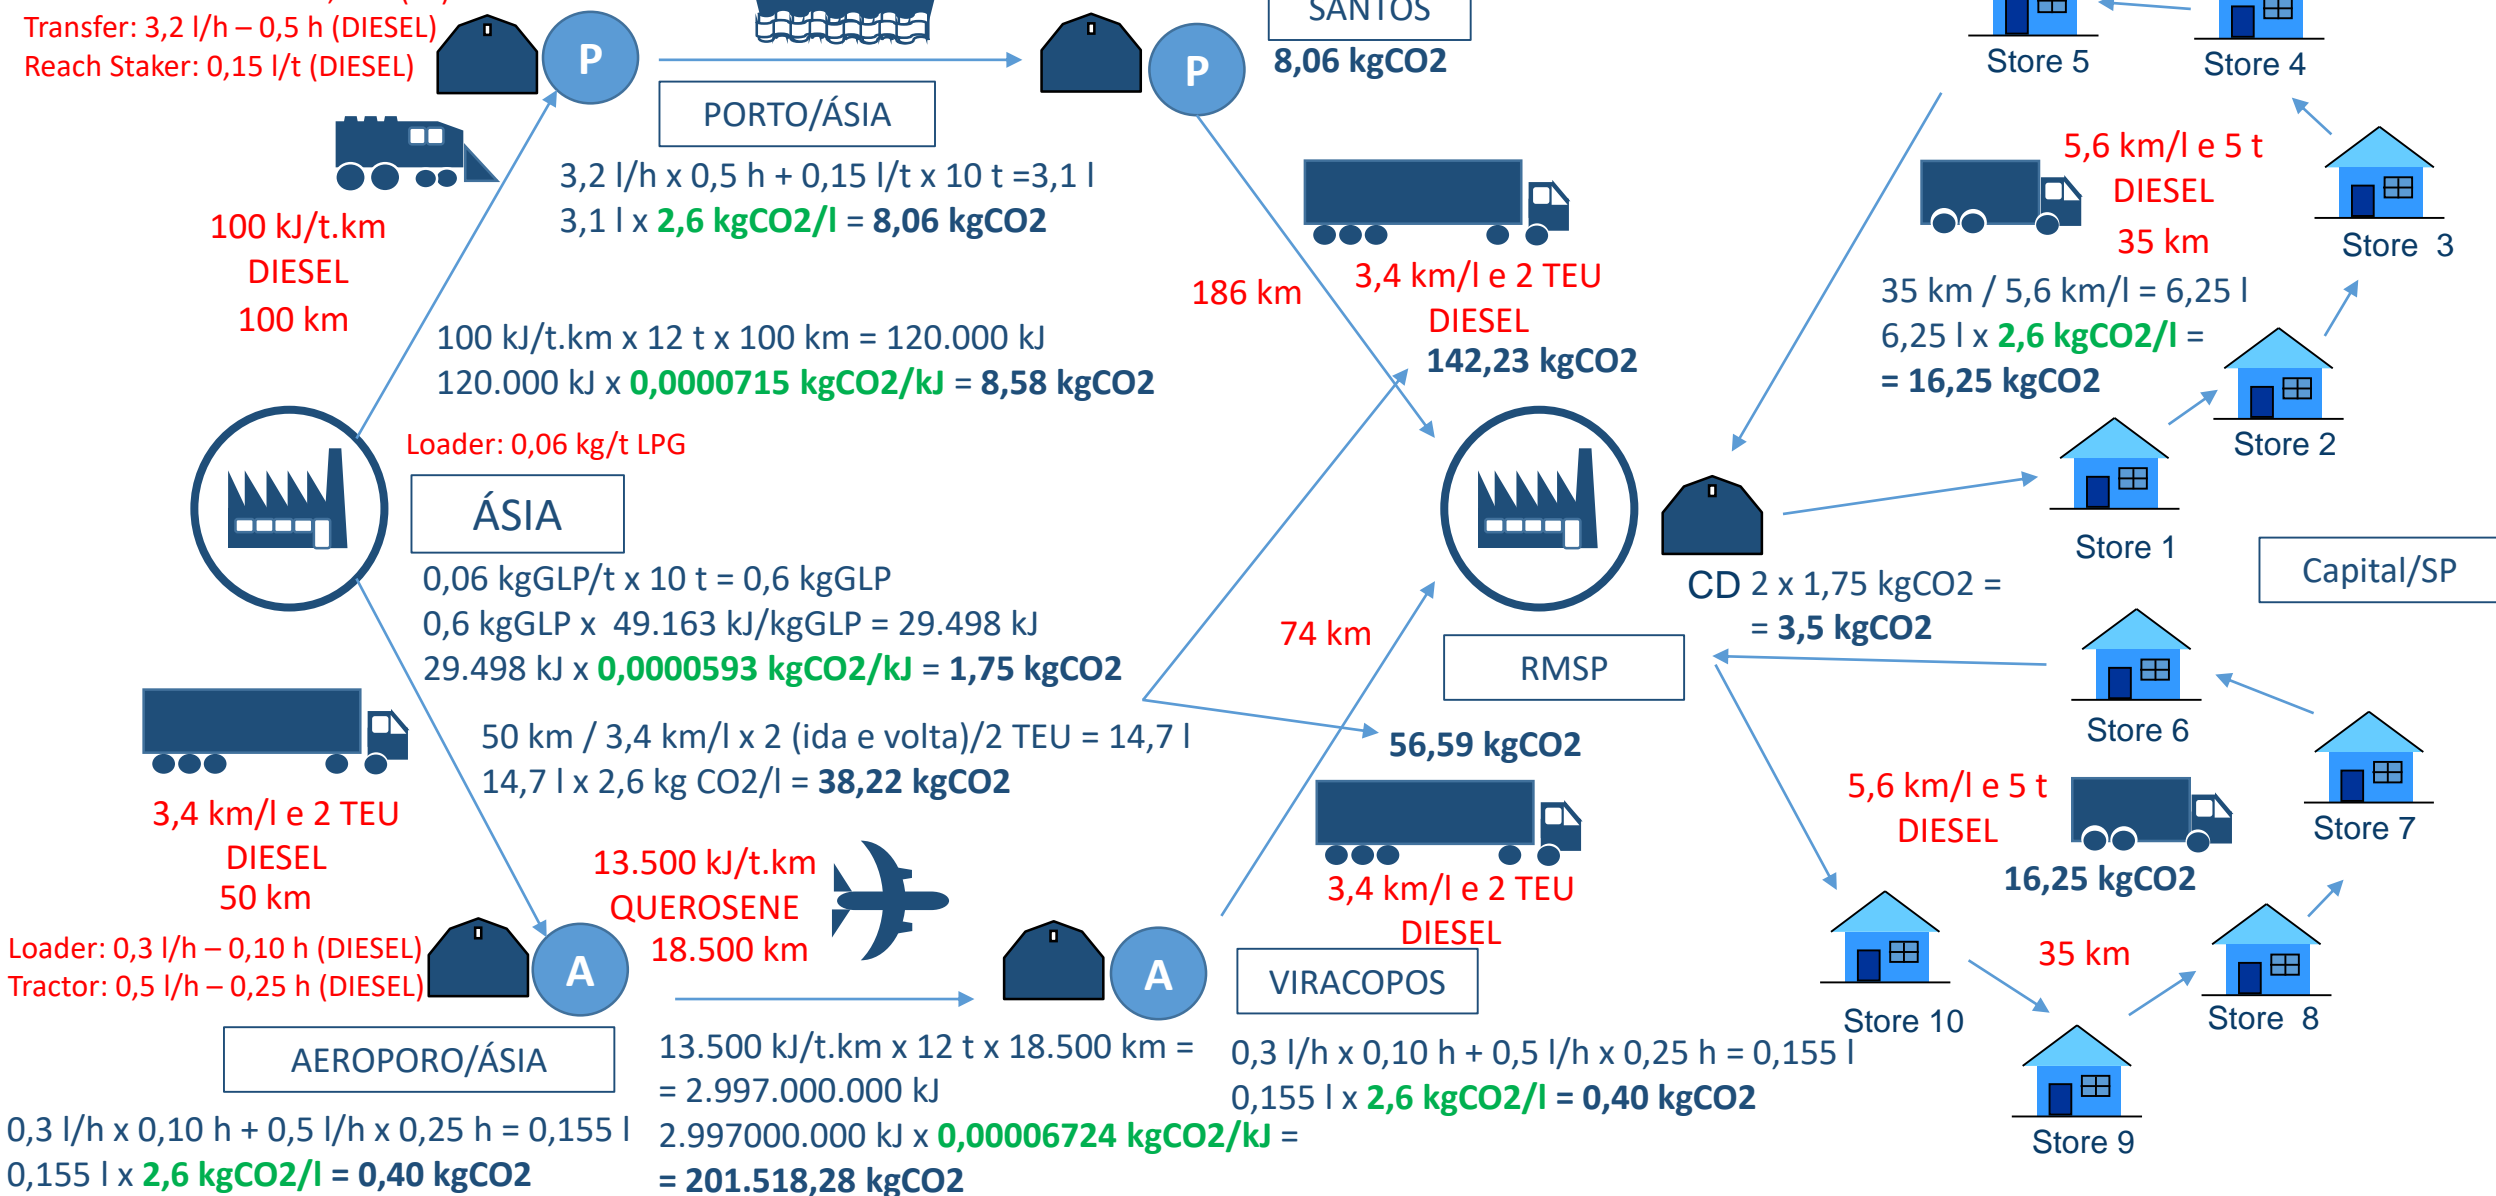 Transfer: 3,2 l/h – 0,5 h (DIESEL)
Reach Staker: 0,15 l/t (DIESEL)
P
P
SANTOS
8,06 kgCO2
PORTO/ÁSIA
3,2 l/h x 0,5 h + 0,15 l/t x 10 t =3,1 l
3,1 l x 2,6 kgCO2/l = 8,06 kgCO2
100 kJ/t.km
DIESEL
100 km
100 kJ/t.km x 12 t x 100 km = 120.000 kJ
120.000 kJ x 0,0000715 kgCO2/kJ = 8,58 kgCO2
186 km
3,4 km/l e 2 TEU
DIESEL
142,23 kgCO2
Store 5
Store 4
5,6 km/l e 5 t
DIESEL
35 km
Store 3
35 km / 5,6 km/l = 6,25 l
6,25 l x 2,6 kgCO2/l =
= 16,25 kgCO2
Store 2
Store 1
Capital/SP
Loader: 0,06 kg/t LPG
ÁSIA
0,06 kgGLP/t x 10 t = 0,6 kgGLP
0,6 kgGLP x 49.163 kJ/kgGLP = 29.498 kJ
29.498 kJ x 0,0000593 kgCO2/kJ = 1,75 kgCO2
CD 2 x 1,75 kgCO2 =
= 3,5 kgCO2
74 km
RMSP
50 km / 3,4 km/l x 2 (ida e volta)/2 TEU = 14,7 l
14,7 l x 2,6 kg CO2/l = 38,22 kgCO2
56,59 kgCO2
3,4 km/l e 2 TEU
DIESEL
50 km
13.500 kJ/t.km
QUEROSENE
18.500 km
3,4 km/l e 2 TEU
DIESEL
Store 6
5,6 km/l e 5 t
DIESEL
16,25 kgCO2
Store 7
35 km
Store 10
Store 8
Store 9
Loader: 0,3 l/h – 0,10 h (DIESEL)
Tractor: 0,5 l/h – 0,25 h (DIESEL)
A
A
VIRACOPOS
AEROPORO/ÁSIA
0,3 l/h x 0,10 h + 0,5 l/h x 0,25 h = 0,155 l
0,155 l x 2,6 kgCO2/l = 0,40 kgCO2
13.500 kJ/t.km x 12 t x 18.500 km =
= 2.997.000.000 kJ
2.997000.000 kJ x 0,00006724 kgCO2/kJ =
= 201.518,28 kgCO2
0,3 l/h x 0,10 h + 0,5 l/h x 0,25 h = 0,155 l
0,155 l x 2,6 kgCO2/l = 0,40 kgCO2